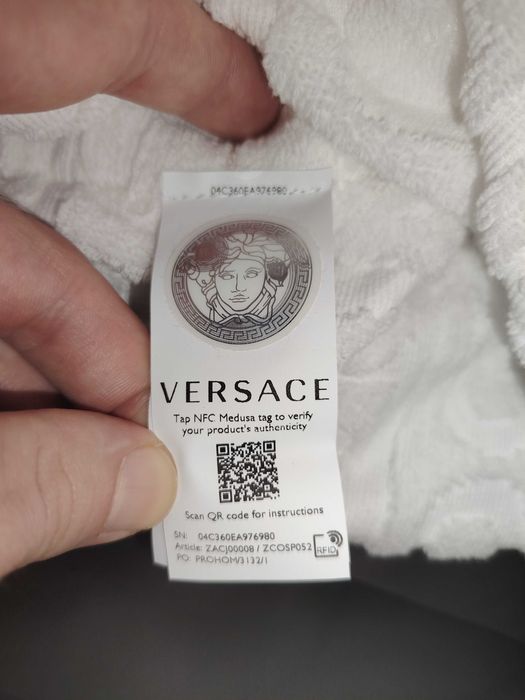 04C360EA976980
VERSACE
Tap NFC Medusa tag to verify
your product's authenticity
Scan QR code for instructions
SN: 04C360EA976980
Article: ZACJ00008 / ZCOSP052
RFID
PO: PROHOM/3132/1